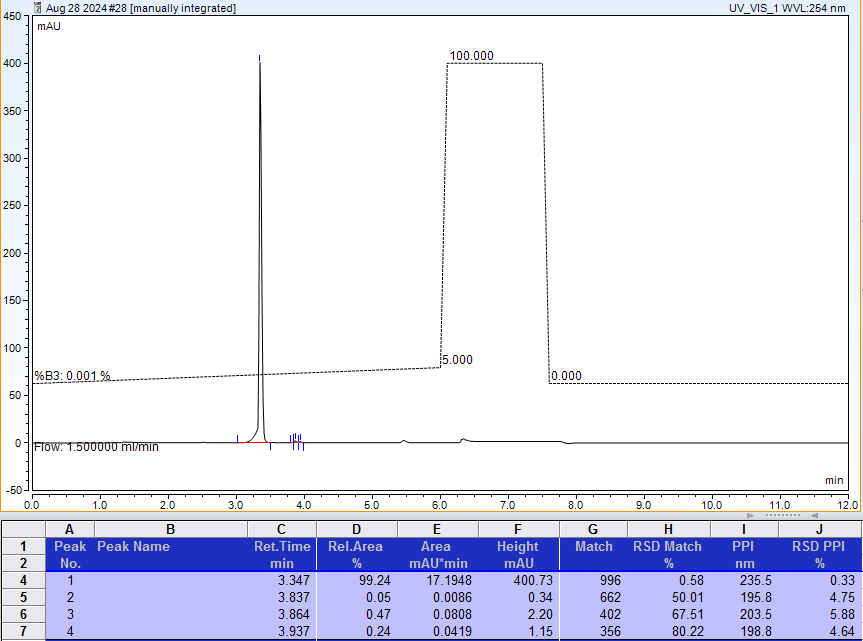 Aug 28 2024 #28 [manually integrated]
UV_VIS_1 WVL:254 nm
mAU
450
400
350
300
250
200
150
100
50
0
-50
100.000
5.000
%B3: 0.001 %
0.000
Flow: 1.500000 ml/min
min
0.0 1.0 2.0 3.0 4.0 5.0 6.0 7.0 8.0 9.0 10.0 11.0 12.0
A B C D E F G H I J
1 Peak Peak Name Ret.Time Rel.Area Area Height Match RSD Match PPI RSD PPI
2 No. min % mAU*min mAU % nm %
4 1 3.347 99.24 17.1948 400.73 996 0.58 235.5 0.33
5 2 3.837 0.05 0.0086 0.34 662 50.01 195.8 4.75
6 3 3.864 0.47 0.0808 2.20 402 67.51 203.5 5.88
7 4 3.937 0.24 0.0419 1.15 356 80.22 198.8 4.64